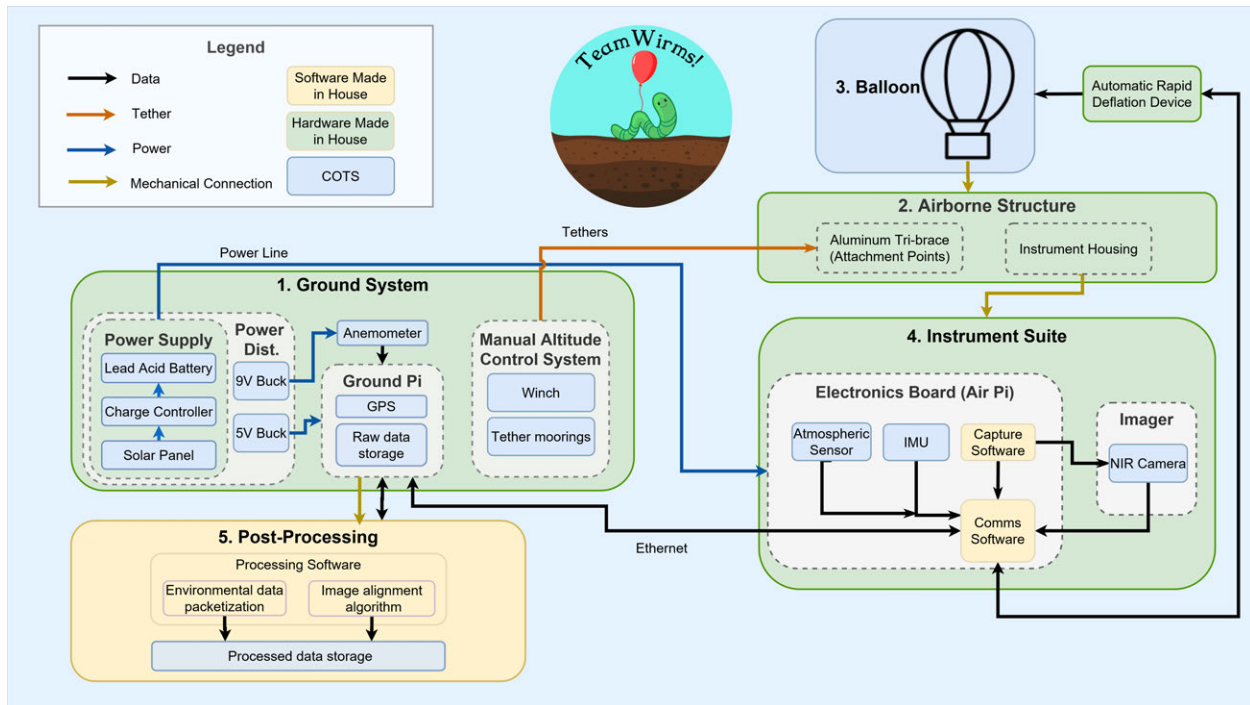 Legend
Data
Tether
Power
Mechanical Connection
Software Made
in House
Hardware Made
in House
COTS
TeamWirms!
3. Balloon
Automatic Rapid
Deflation Device
2. Airborne Structure
Aluminum Tri-brace
(Attachment Points)
Instrument Housing
Tethers
Power Line
1. Ground System
Power Supply
Lead Acid Battery
Charge Controller
Solar Panel
Power
Dist.
9V Buck
5V Buck
Anemometer
Ground Pi
GPS
Raw data
storage
Manual Altitude
Control System
Winch
Tether moorings
4. Instrument Suite
Electronics Board (Air Pi)
Atmospheric
Sensor
IMU
Capture
Software
Comms
Software
Imager
NIR Camera
Ethernet
5. Post-Processing
Processing Software
Environmental data
packetization
Image alignment
algorithm
Processed data storage